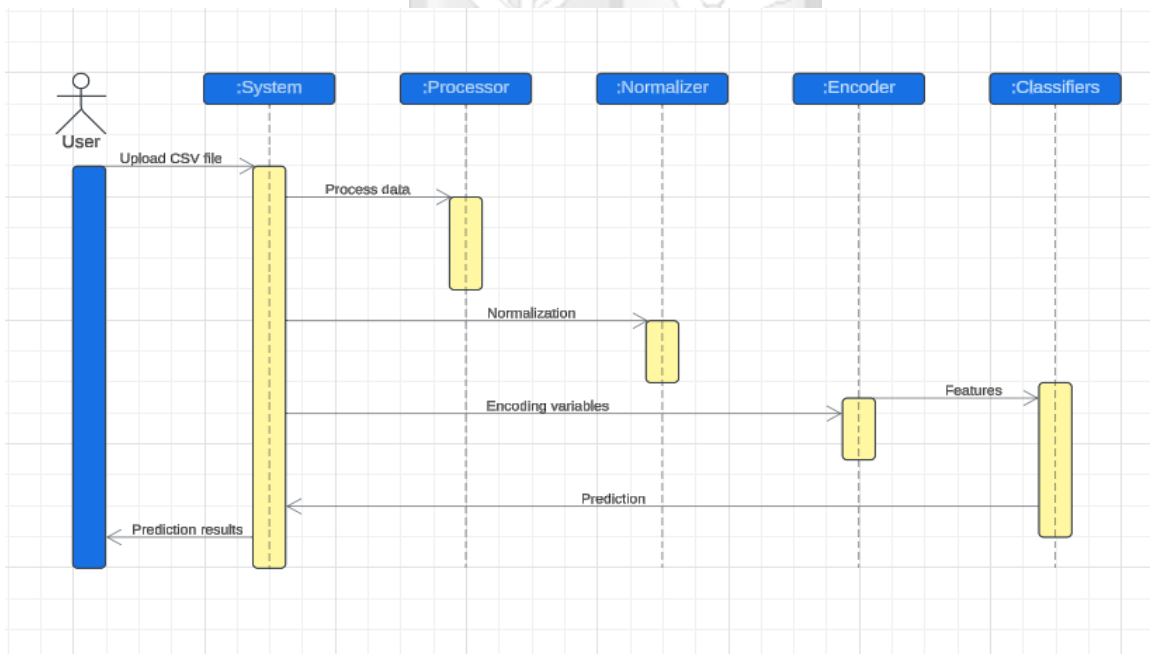 :System
:Processor
:Normalizer
:Encoder
:Classifiers
User
Upload CSV file
Process data
Normalization
Features
Encoding variables
Prediction
Prediction results